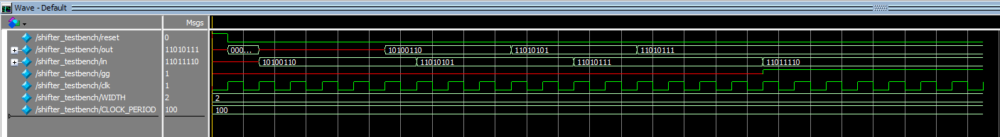 Wave - Default
Msgs
/shifter_testbench/reset 0
/shifter_testbench/out 11010111 000... 10100110 11010101 11010111
/shifter_testbench/in 11011110 10100110 11010101 11010111 11011110
/shifter_testbench/gg 1
/shifter_testbench/clk 1
/shifter_testbench/WIDTH 2 2
/shifter_testbench/CLOCK_PERIOD 100 100